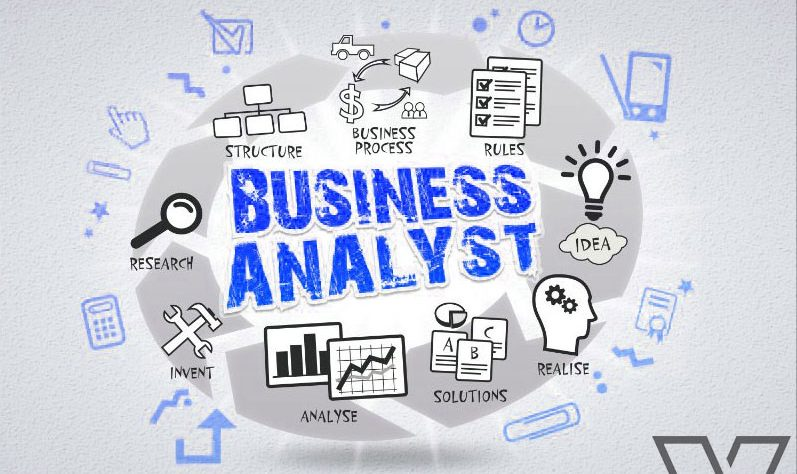 STRUCTURE
BUSINESS
PROCESS
RULES
BUSINESS
ANALYST
IDEA
RESEARCH
INVENT
ANALYSE
A
B
C
SOLUTIONS
REALISE